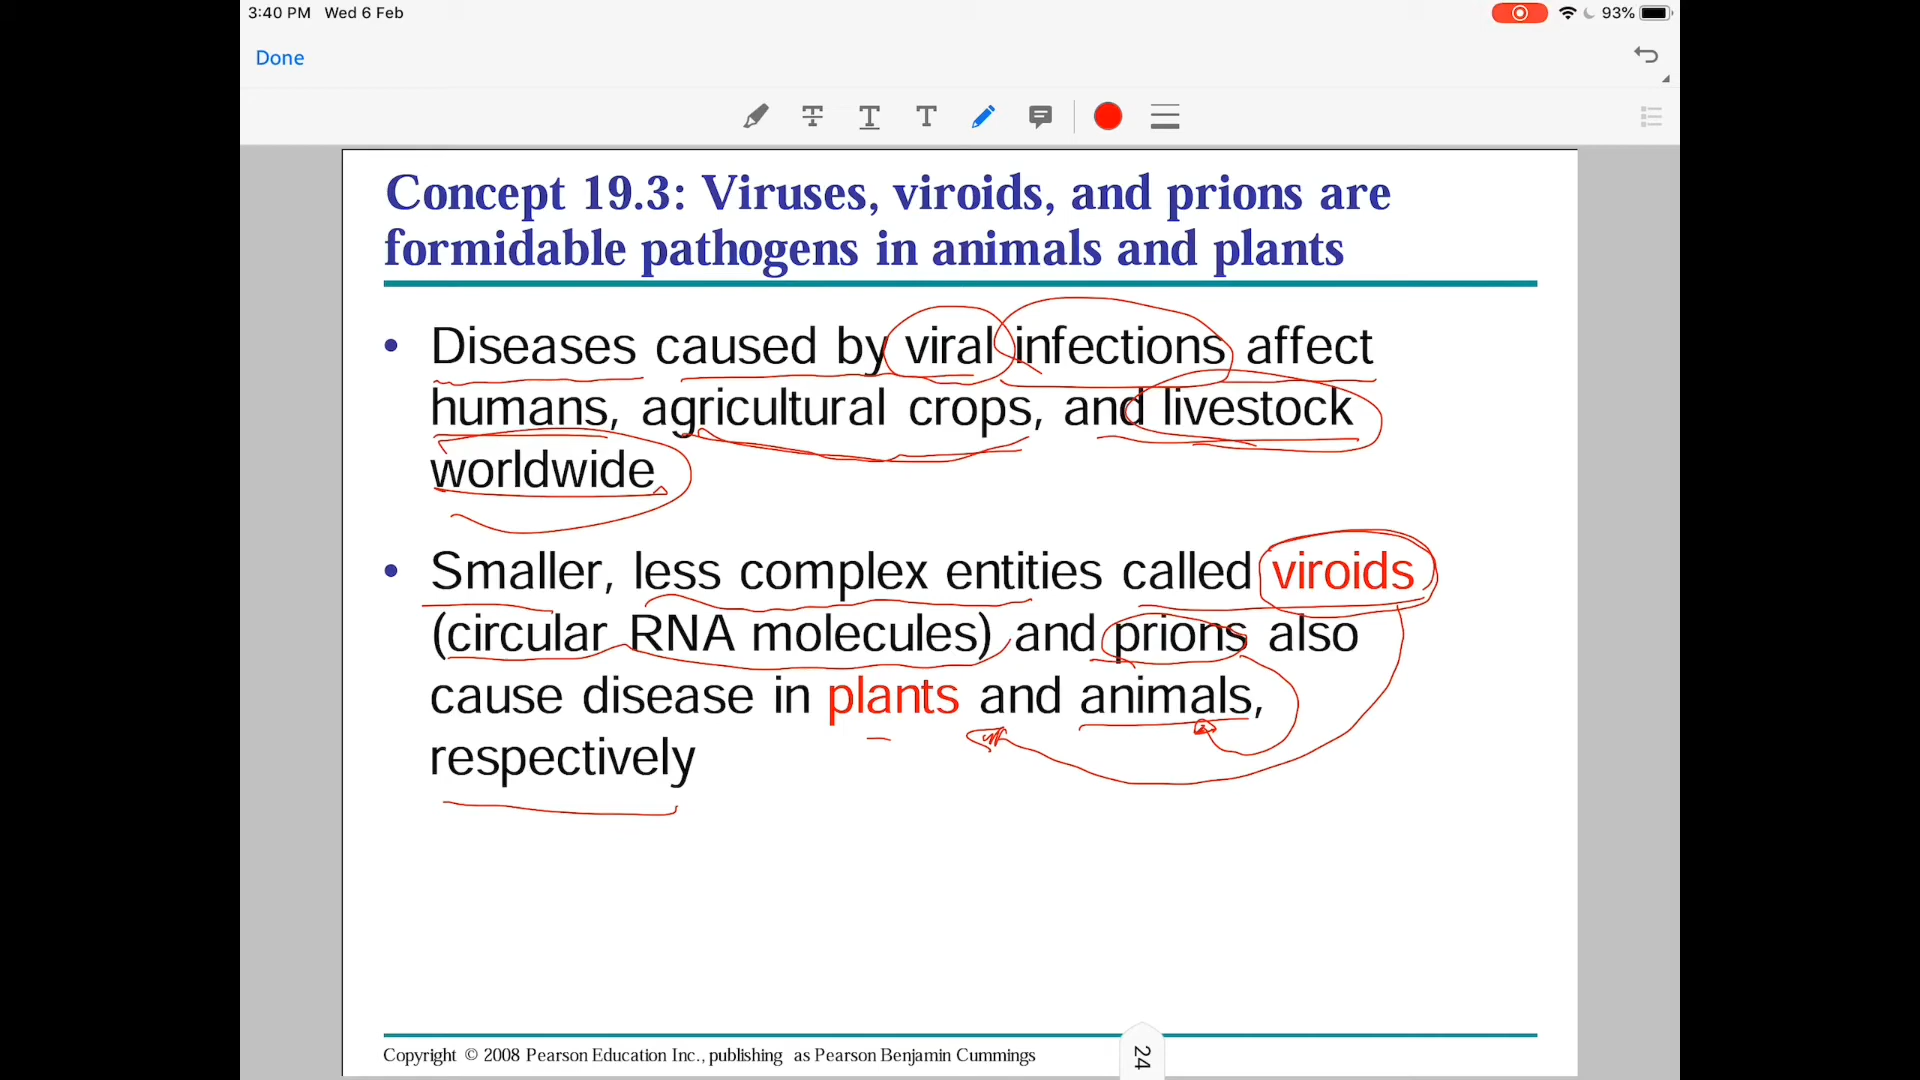 3:40 PM Wed 6 Feb 93%
Done
Concept 19.3: Viruses, viroids, and prions are
formidable pathogens in animals and plants
• Diseases caused by viral infections affect
humans, agricultural crops, and livestock
worldwide
• Smaller, less complex entities called viroids
(circular RNA molecules) and prions also
cause disease in plants and animals,
respectively
Copyright © 2008 Pearson Education Inc., publishing as Pearson Benjamin Cummings
24